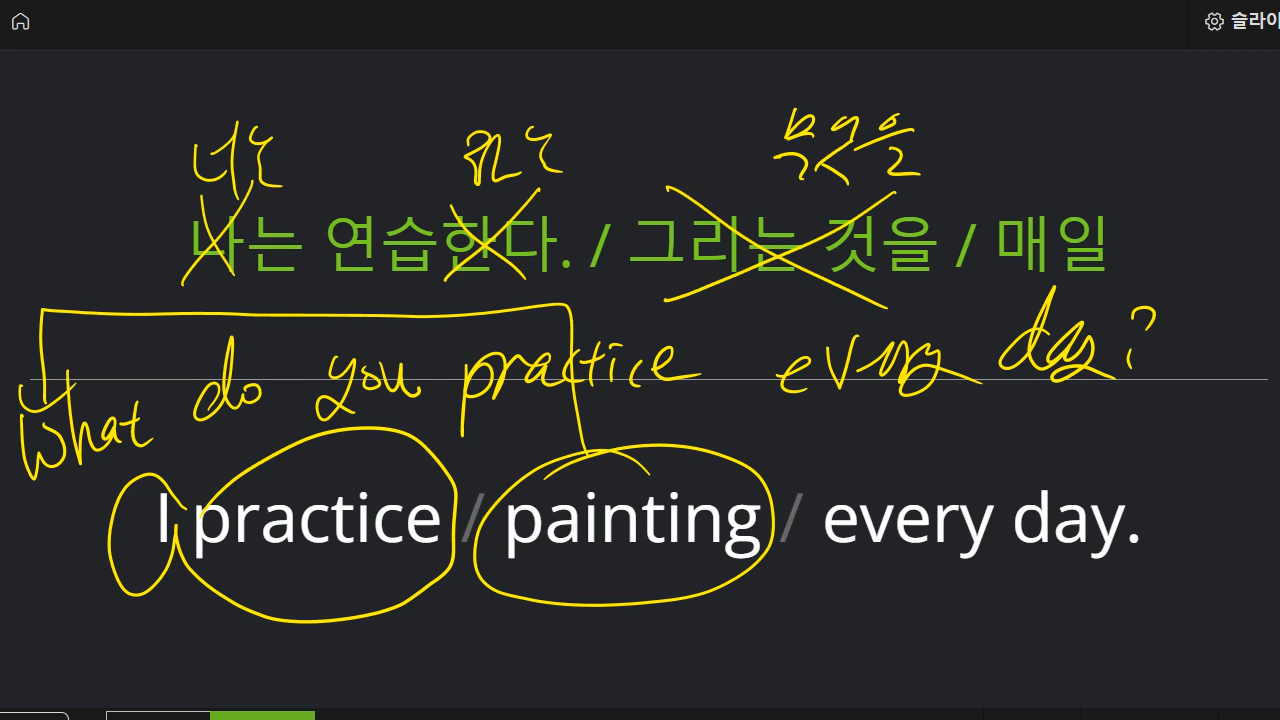 슬라이
너는 하는 무엇을
나는 연습한다. / 그리는 것을 / 매일
What do you practice every day?
I practice / painting / every day.